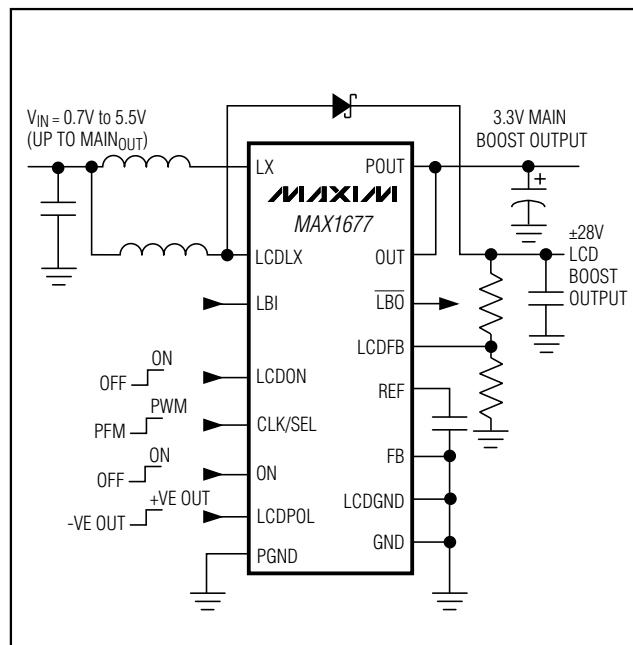 V_IN = 0.7V to 5.5V
(UP TO MAIN_OUT)
3.3V MAIN
BOOST OUTPUT
LX
POUT
MAXIM
MAX1677
±28V
LCD
BOOST
OUTPUT
LCDLX
OUT
LBI
LBO
LCDFB
OFF
ON
LCDON
REF
PFM
PWM
CLK/SEL
OFF
ON
ON
FB
-VE OUT
+VE OUT
LCDPOL
LCDGND
GND
PGND
+